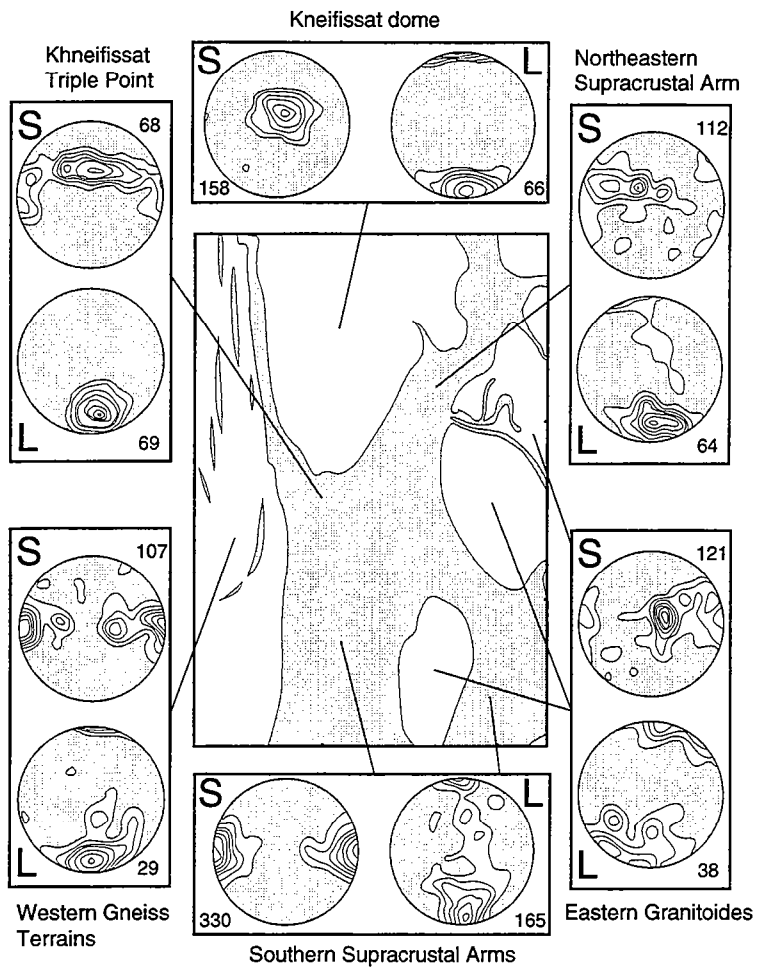 Kneifissat dome
S
L
158
66
Khneifissat
Triple Point
S
68
L
69
Northeastern
Supracrustal Arm
S
112
L
64
S
107
L
29
Western Gneiss
Terrains
S
L
330
165
Southern Supracrustal Arms
S
121
L
38
Eastern Granitoides